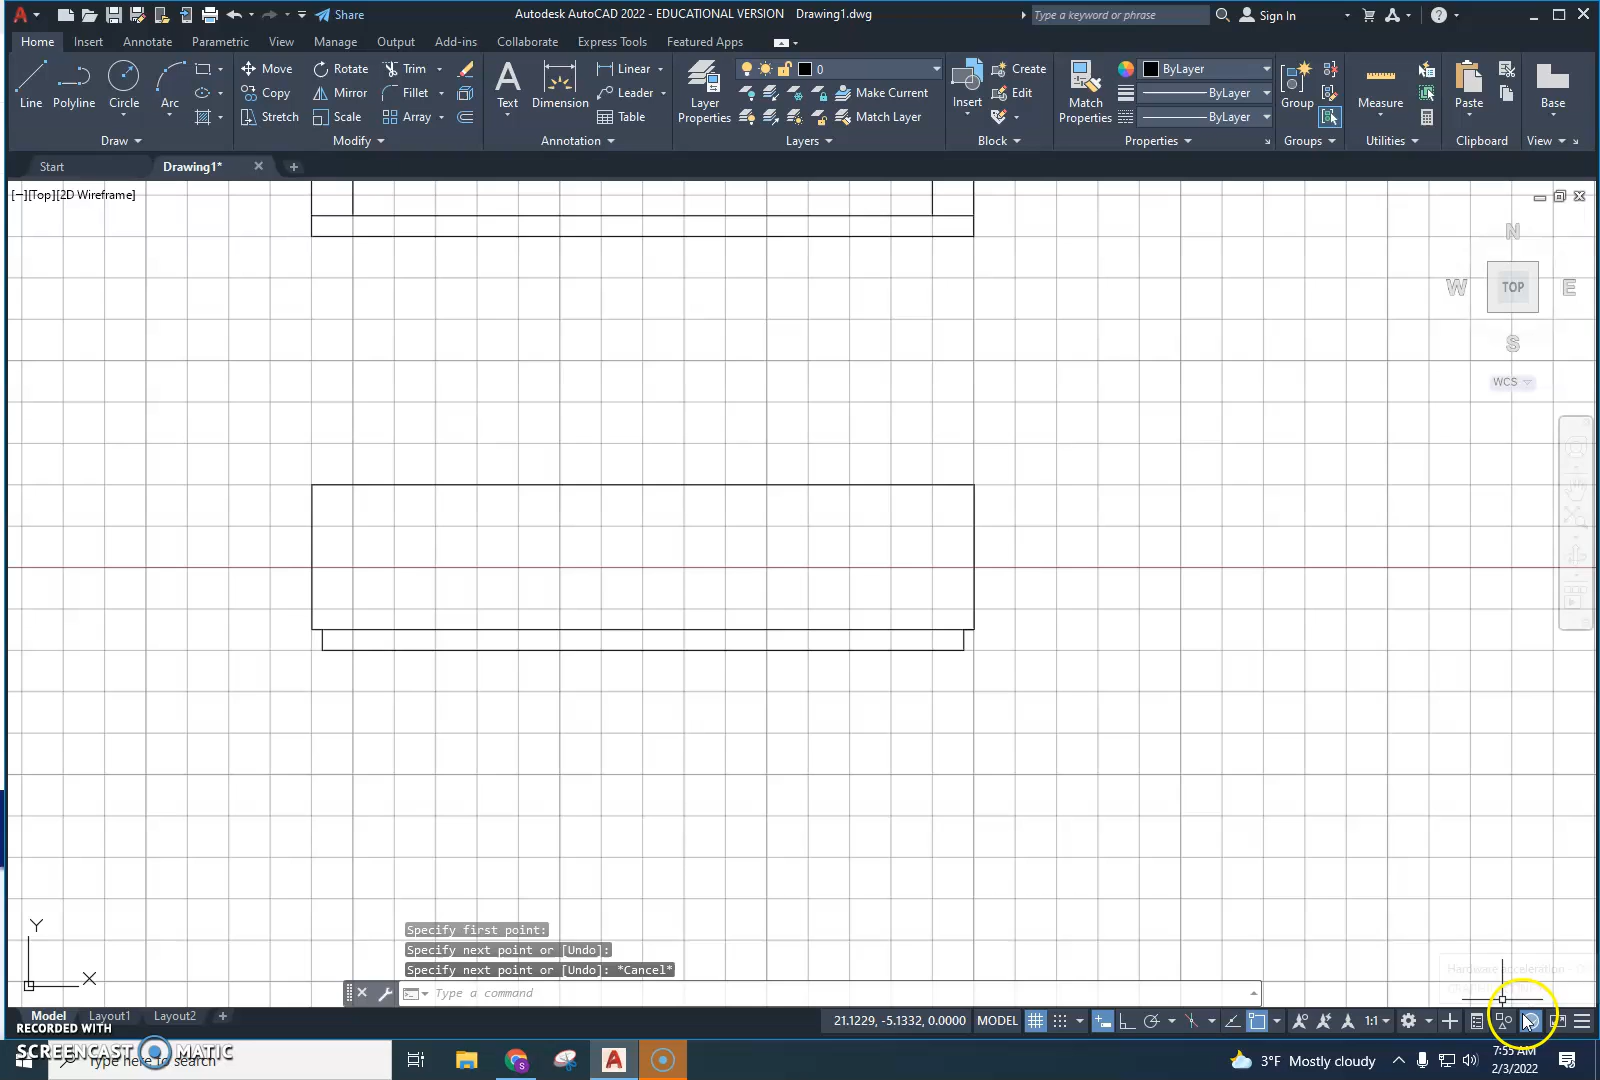 Share
Autodesk AutoCAD 2022 - EDUCATIONAL VERSION Drawing1.dwg
Type a keyword or phrase
Sign In
Home Insert Annotate Parametric View Manage Output Add-ins Collaborate Express Tools Featured Apps
Line Polyline Circle Arc
Move Rotate Trim
Copy Mirror Fillet
Stretch Scale Array
Text Dimension
Linear
Leader
Table
Layer Properties
0
Make Current
Match Layer
Insert
Create
Edit
Match Properties
ByLayer
ByLayer
ByLayer
Group
Measure
Paste
Base
Draw Modify Annotation Layers Block Properties Groups Utilities Clipboard View
Start Drawing1*
[−][Top][2D Wireframe]
N
W TOP E
S
WCS
Y
X
Specify first point:
Specify next point or [Undo]:
Specify next point or [Undo]: *Cancel*
Type a command
Hardware acceleration
Model Layout1 Layout2
21.1229, -5.1332, 0.0000 MODEL
1:1
RECORDED WITH
SCREENCAST MATIC
Type here to search
3°F Mostly cloudy
7:55 AM
2/3/2022